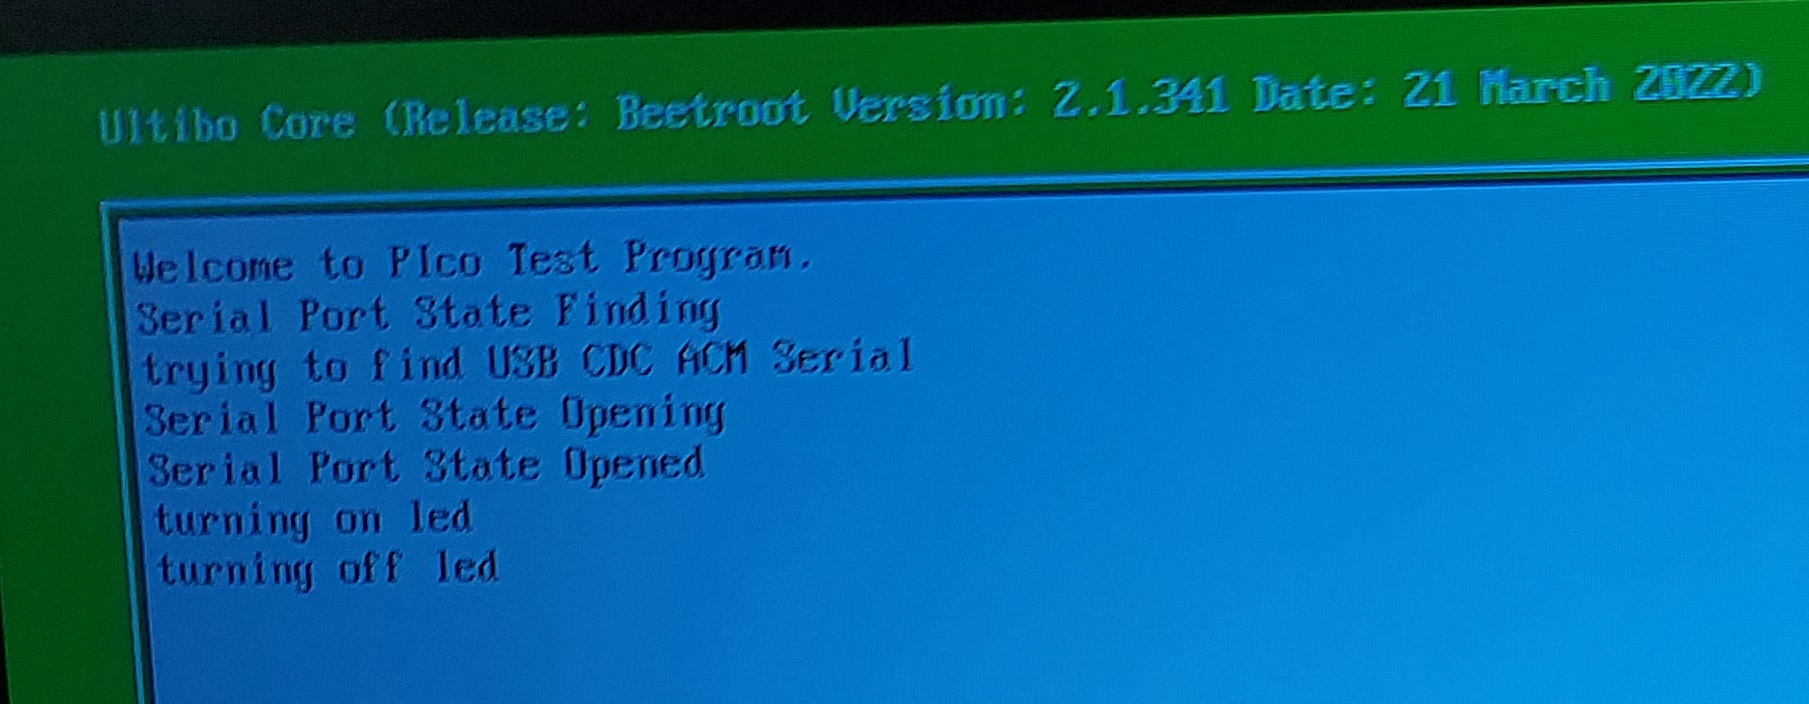 Ultibo Core (Release: Beetroot Version: 2.1.341 Date: 21 March 2022)
Welcome to PIco Test Program.
Serial Port State Finding
trying to find USB CDC ACM Serial
Serial Port State Opening
Serial Port State Opened
turning on led
turning off led